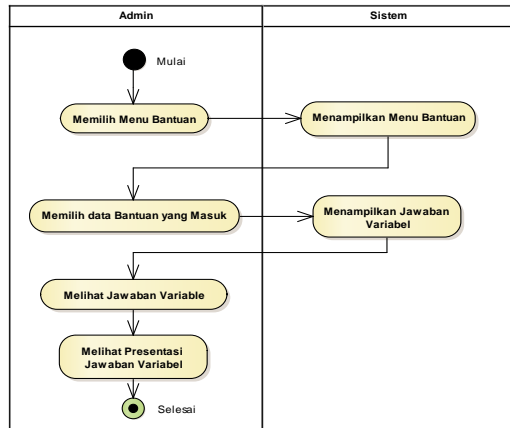 Admin
Sistem
Mulai
Memilih Menu Bantuan
Menampilkan Menu Bantuan
Memilih data Bantuan yang Masuk
Menampilkan Jawaban
Variabel
Melihat Jawaban Variable
Melihat Presentasi
Jawaban Variabel
Selesai